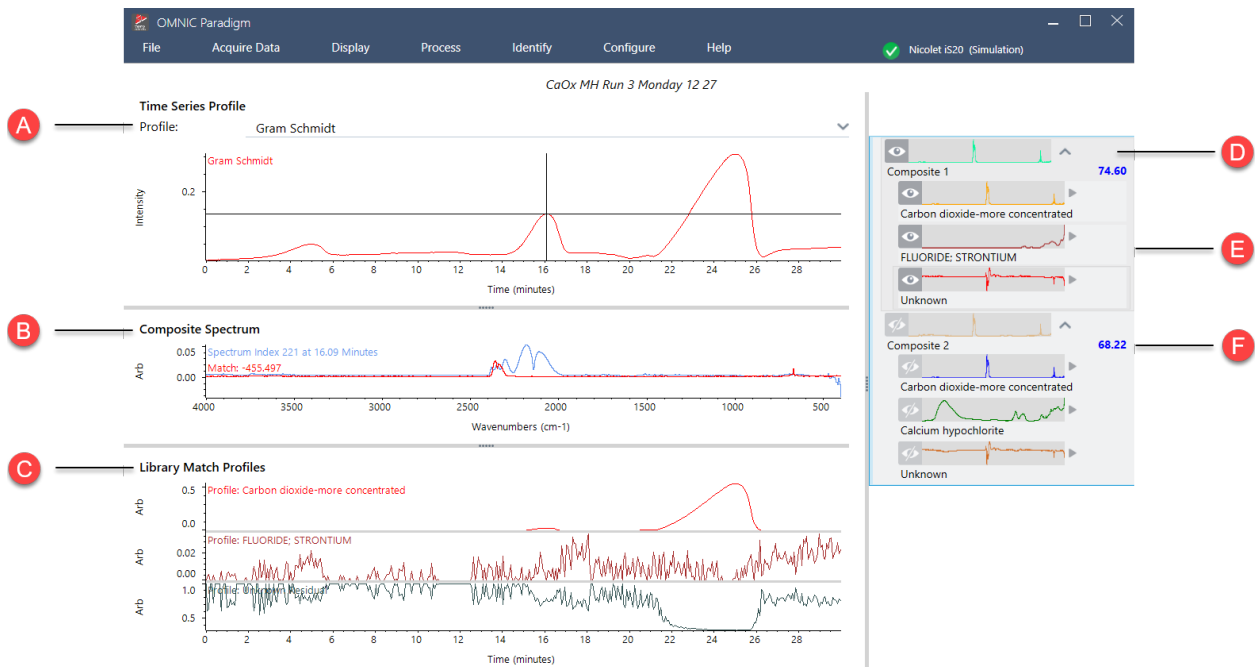 OMNIC Paradigm
File Acquire Data Display Process Identify Configure Help Nicolet iS20 (Simulation)
CaOx MH Run 3 Monday 12 27
Time Series Profile
A
Profile: Gram Schmidt
Gram Schmidt
0.2
Intensity
0 2 4 6 8 10 12 14 16 18 20 22 24 26 28
Time (minutes)
B
Composite Spectrum
0.05
Spectrum Index 221 at 16.09 Minutes
Match: -455.497
0.00
Arb
4000 3500 3000 2500 2000 1500 1000 500
Wavenumbers (cm-1)
C
Library Match Profiles
0.5
Profile: Carbon dioxide-more concentrated
Arb
0.0
Profile: FLUORIDE; STRONTIUM
0.02
Arb
0.00
1.0
Profile: Unknown Residual
Arb
0.5
0 2 4 6 8 10 12 14 16 18 20 22 24 26 28
Time (minutes)
D
Composite 1 74.60
Carbon dioxide-more concentrated
E
FLUORIDE; STRONTIUM
Unknown
F
Composite 2 68.22
Carbon dioxide-more concentrated
Calcium hypochlorite
Unknown